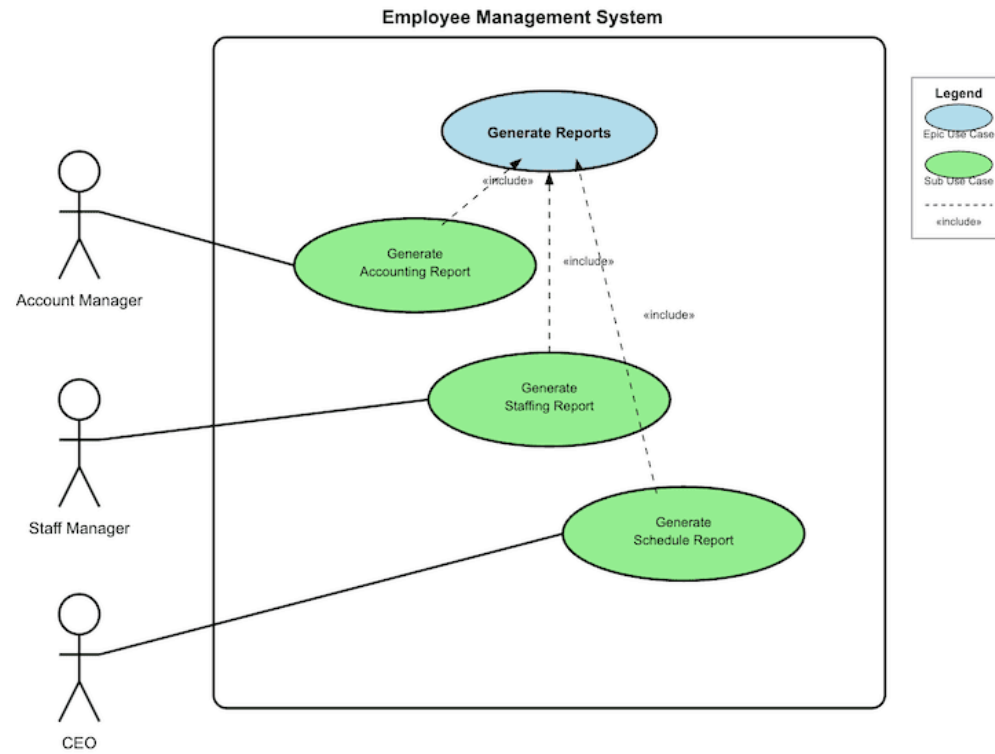 Employee Management System
Legend
Epic Use Case
Sub Use Case
«include»
Generate Reports
«include»
Generate
Accounting Report
«include»
«include»
Account Manager
Generate
Staffing Report
Staff Manager
Generate
Schedule Report
CEO